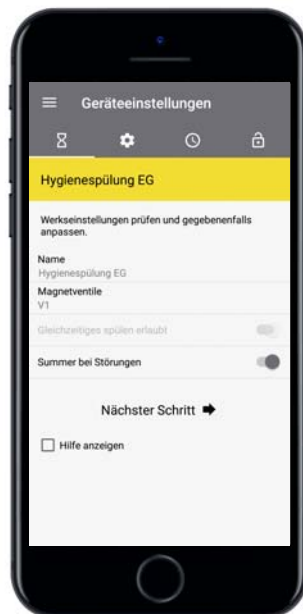 Geräteeinstellungen
Hygienespülung EG
Werkseinstellungen prüfen und gegebenenfalls
anpassen.
Name
Hygienespülung EG
Magnetventile
V1
Gleichzeitiges spülen erlaubt
Summer bei Störungen
Nächster Schritt
Hilfe anzeigen